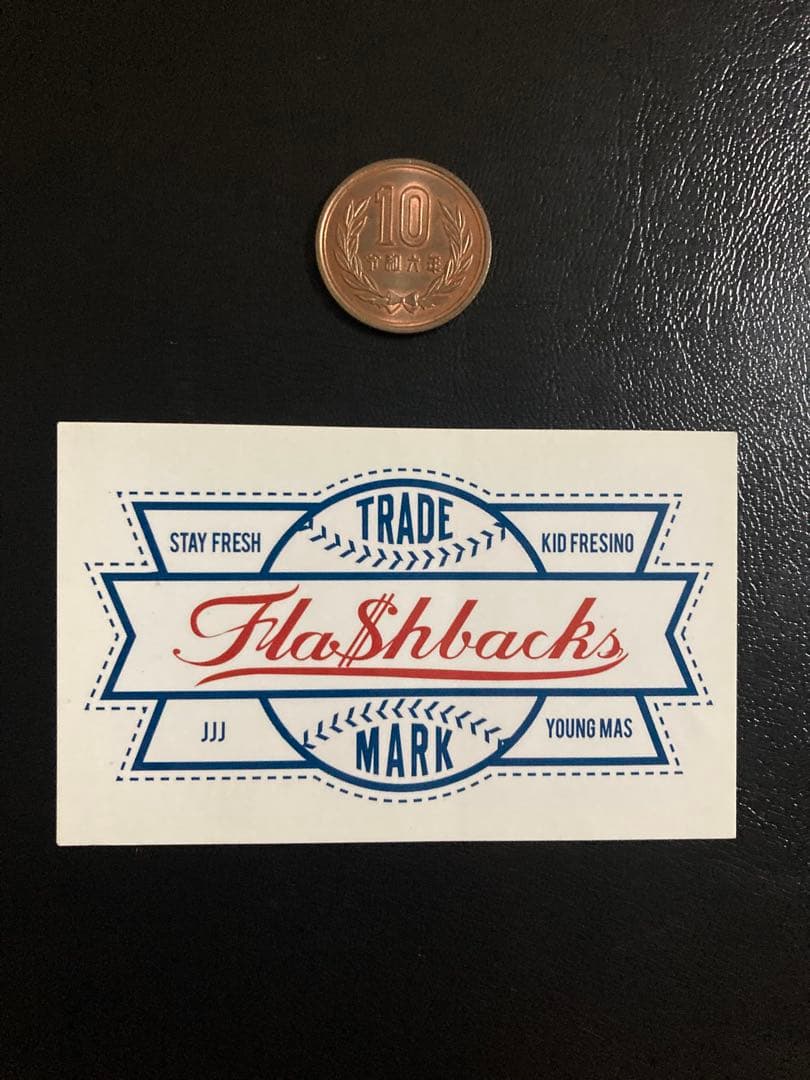 10
令和六年
TRADE
STAY FRESH
KID FRESINO
Fla$hbacks
JJJ
YOUNG MAS
MARK